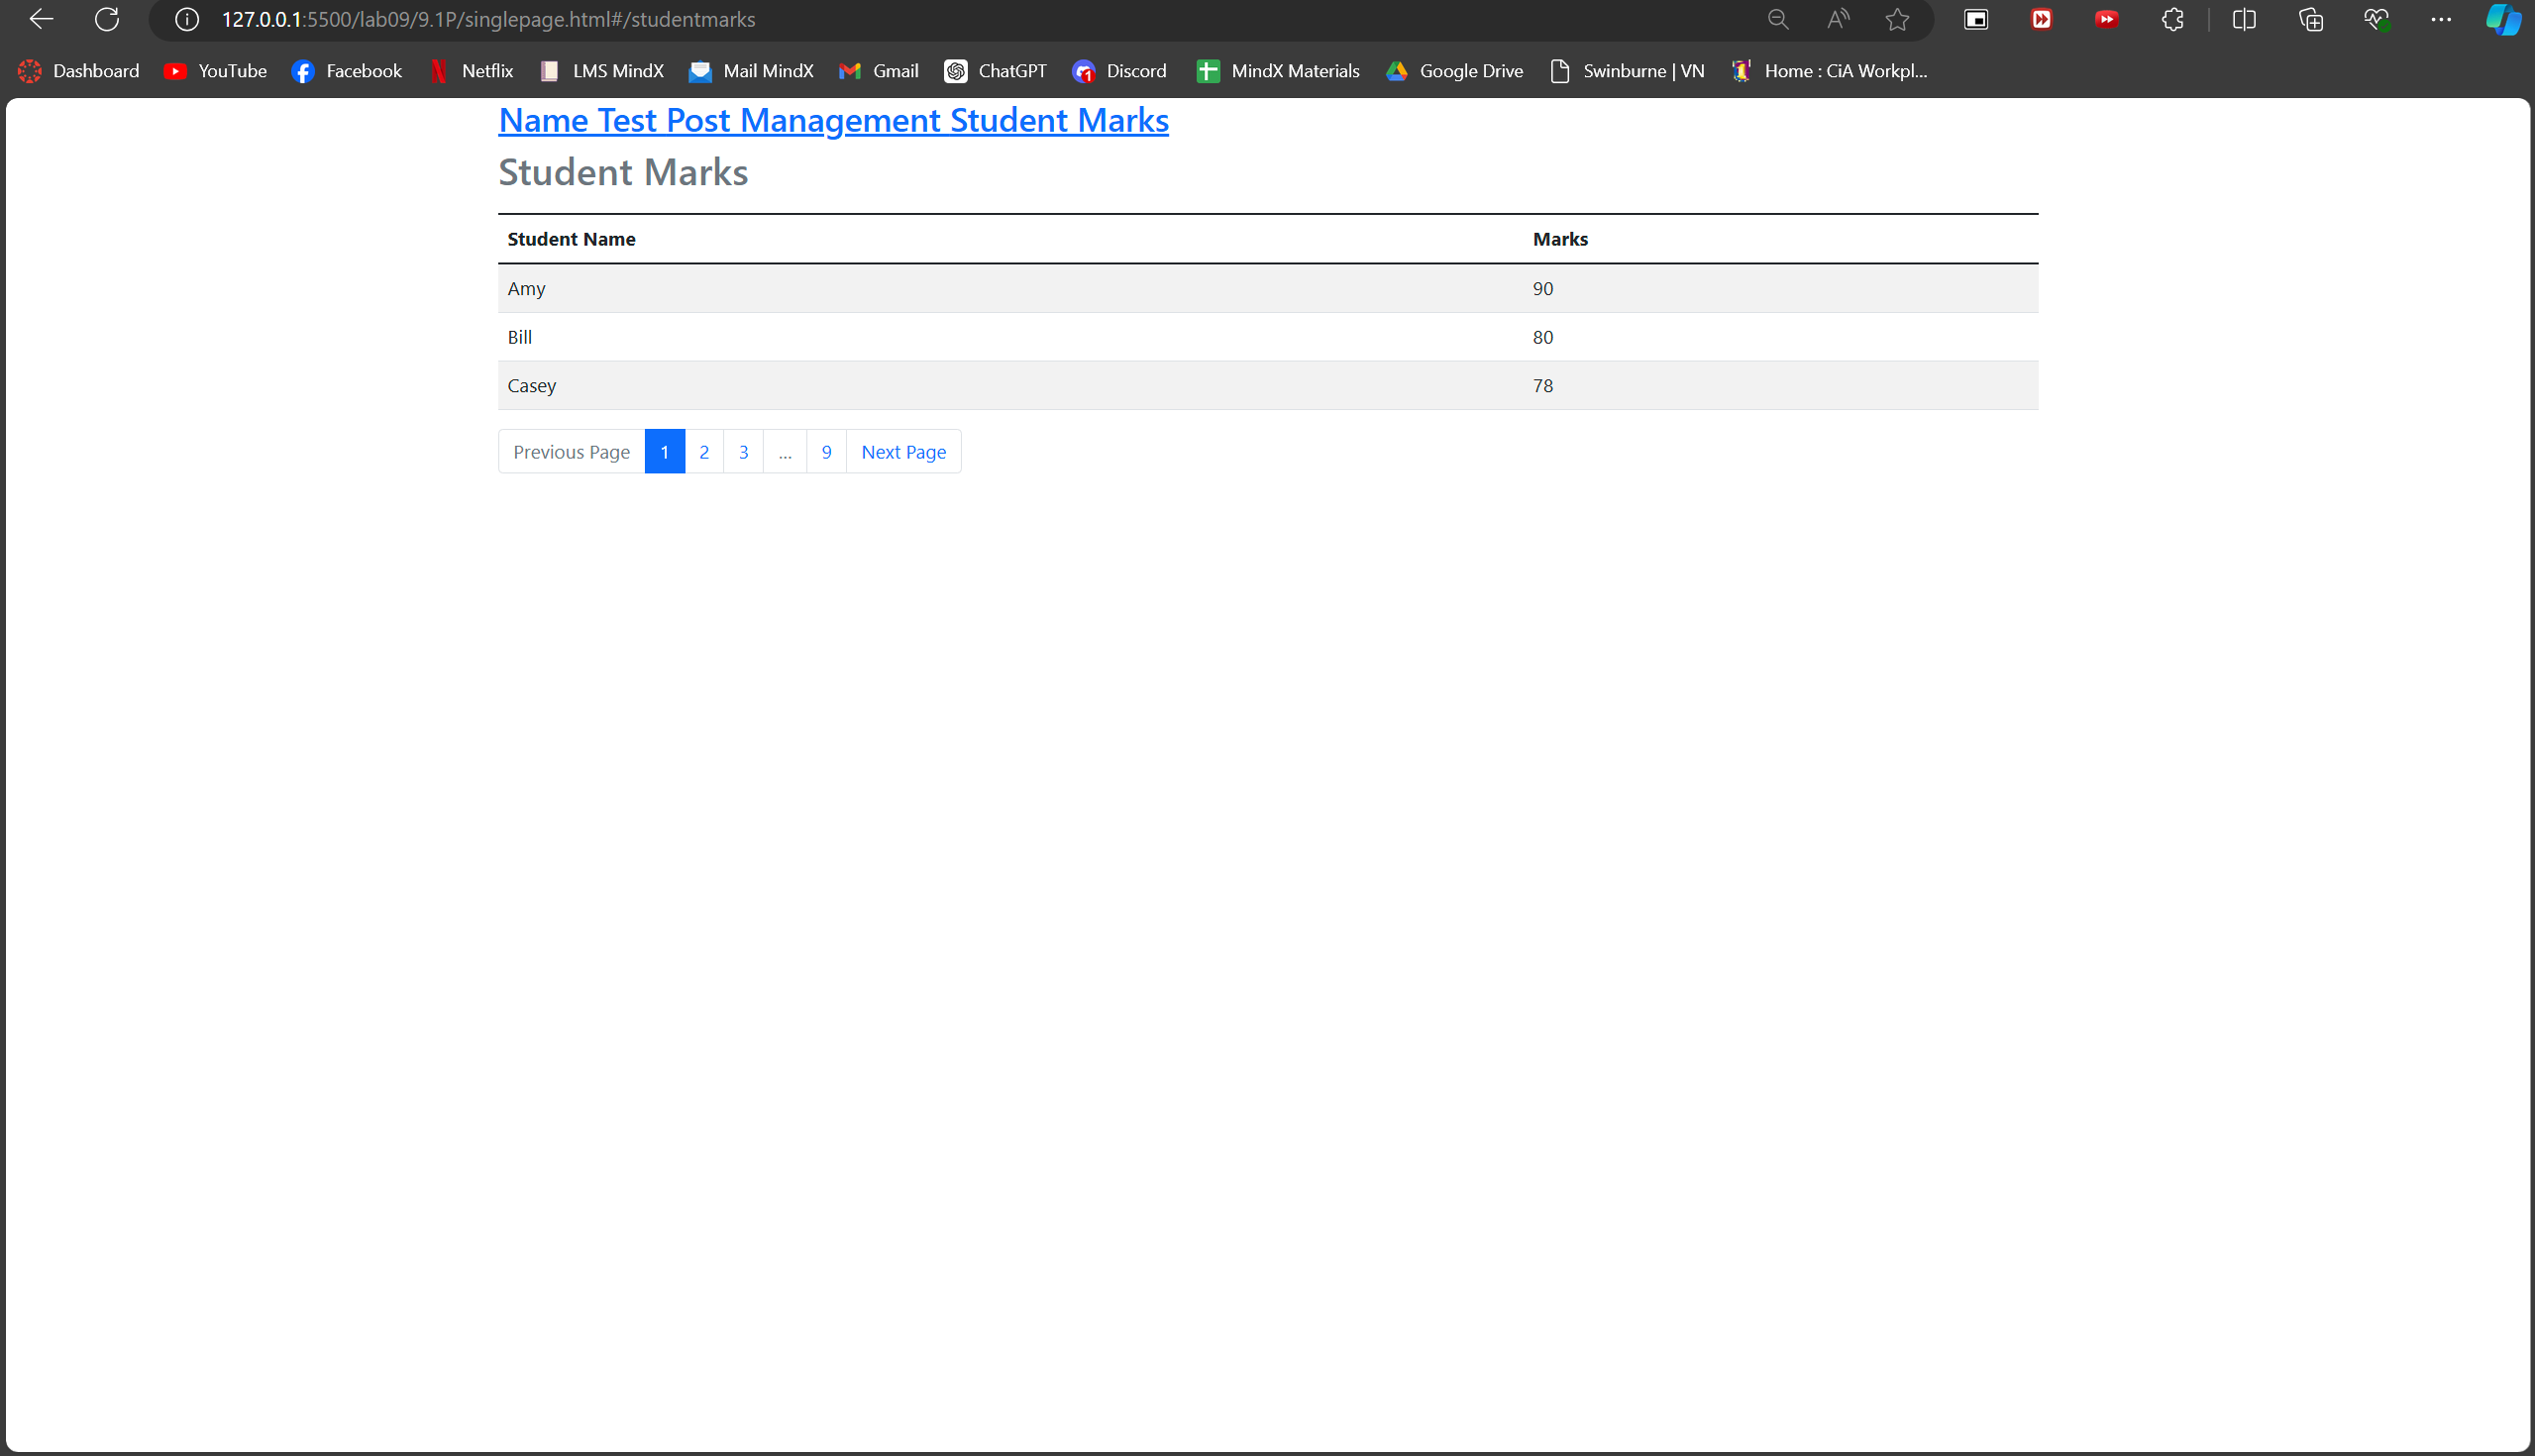 127.0.0.1:5500/lab09/9.1P/singlepage.html#/studentmarks
Dashboard YouTube Facebook Netflix LMS MindX Mail MindX Gmail ChatGPT Discord MindX Materials Google Drive Swinburne | VN Home : CiA Workpl...
Name Test Post Management Student Marks
Student Marks
Student Name Marks
Amy 90
Bill 80
Casey 78
Previous Page 1 2 3 ... 9 Next Page